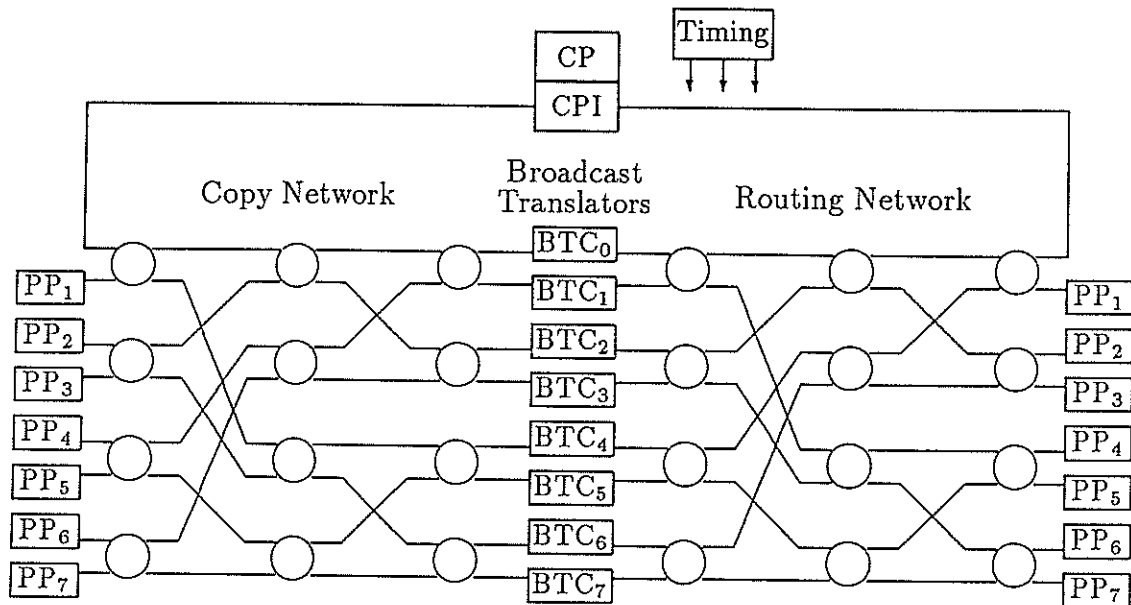 Timing
CP
CPI
Copy Network
Broadcast
Translators
Routing Network
BTC₀
BTC₁
BTC₂
BTC₃
BTC₄
BTC₅
BTC₆
BTC₇
PP₁
PP₂
PP₃
PP₄
PP₅
PP₆
PP₇
PP₁
PP₂
PP₃
PP₄
PP₅
PP₆
PP₇